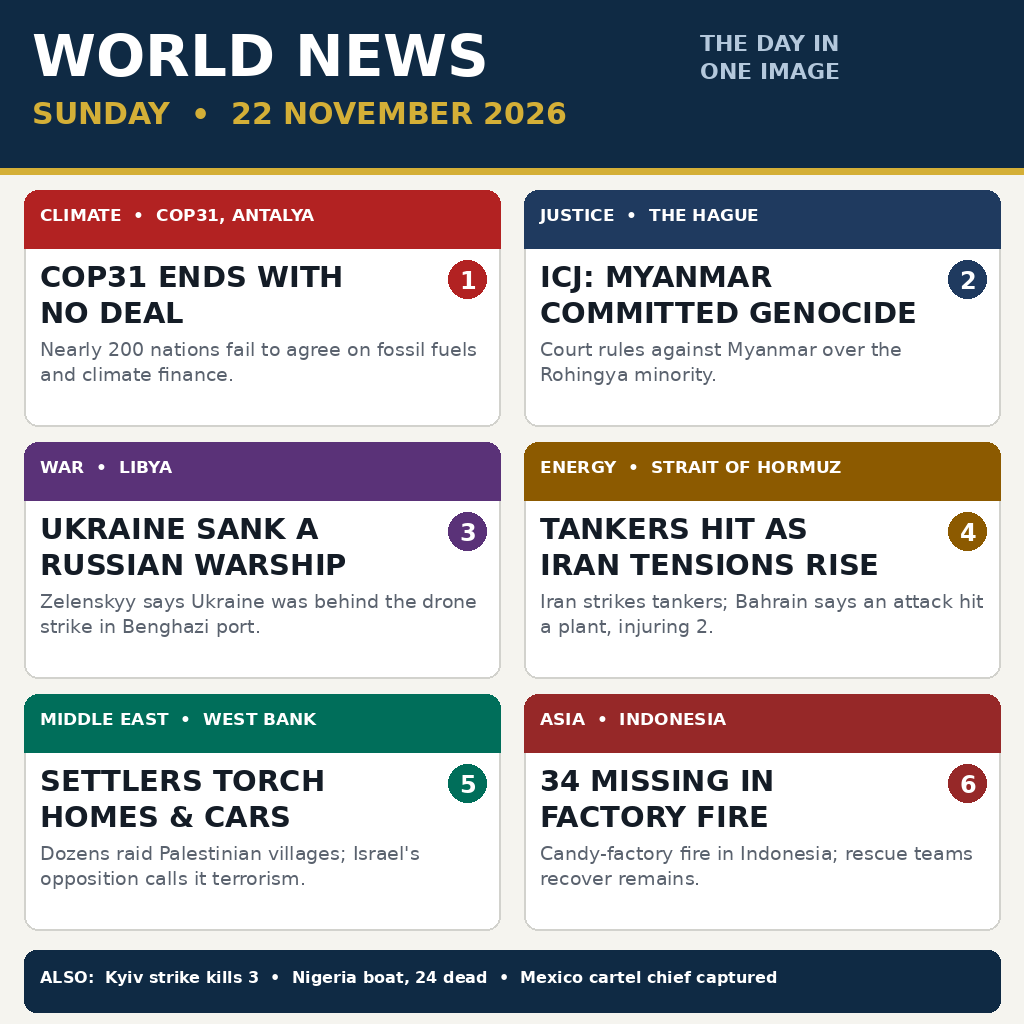 WORLD NEWS
SUNDAY • 22 NOVEMBER 2026
THE DAY IN
ONE IMAGE
CLIMATE • COP31, ANTALYA
COP31 ENDS WITH
NO DEAL
1
Nearly 200 nations fail to agree on fossil fuels
and climate finance.
JUSTICE • THE HAGUE
ICJ: MYANMAR
COMMITTED GENOCIDE
2
Court rules against Myanmar over the
Rohingya minority.
WAR • LIBYA
UKRAINE SANK A
RUSSIAN WARSHIP
3
Zelenskyy says Ukraine was behind the drone
strike in Benghazi port.
ENERGY • STRAIT OF HORMUZ
TANKERS HIT AS
IRAN TENSIONS RISE
4
Iran strikes tankers; Bahrain says an attack hit
a plant, injuring 2.
MIDDLE EAST • WEST BANK
SETTLERS TORCH
HOMES & CARS
5
Dozens raid Palestinian villages; Israel's
opposition calls it terrorism.
ASIA • INDONESIA
34 MISSING IN
FACTORY FIRE
6
Candy-factory fire in Indonesia; rescue teams
recover remains.
ALSO: Kyiv strike kills 3 • Nigeria boat, 24 dead • Mexico cartel chief captured